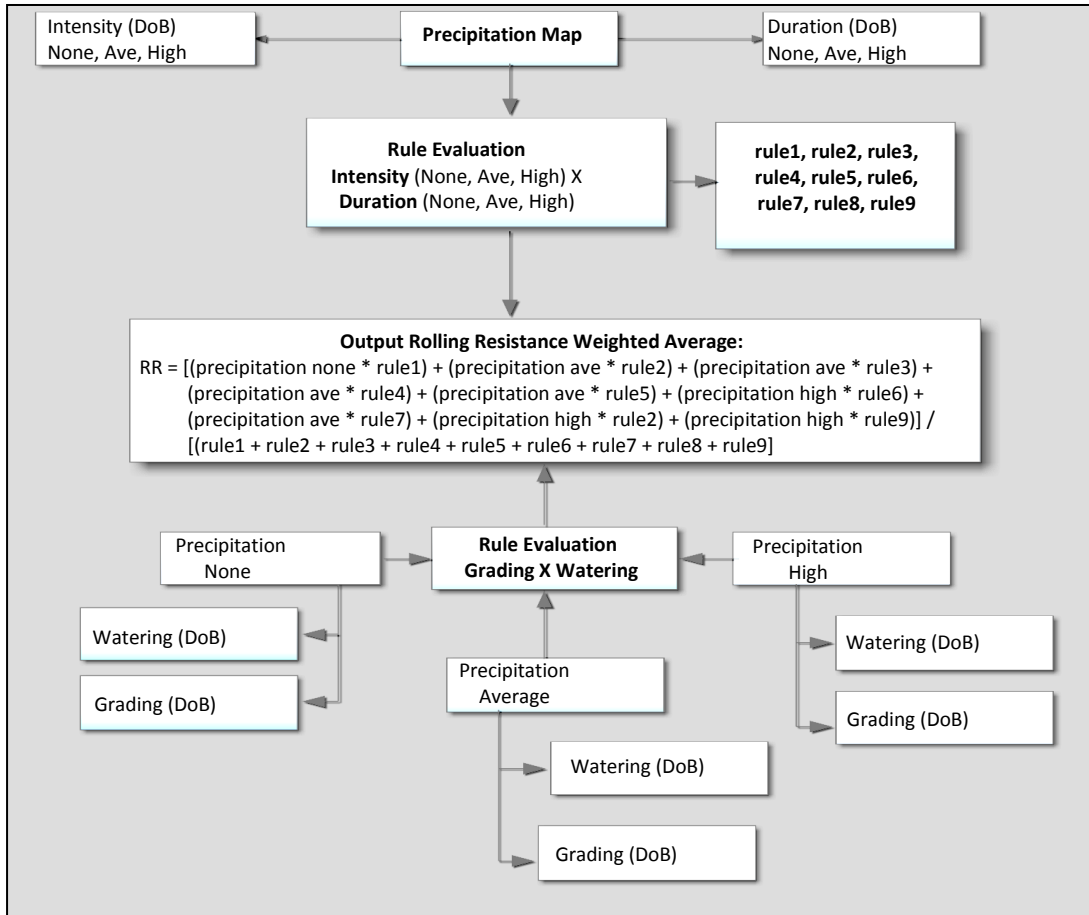 Intensity (DoB)
None, Ave, High
Precipitation Map
Duration (DoB)
None, Ave, High
Rule Evaluation
Intensity (None, Ave, High) X
Duration (None, Ave, High)
rule1, rule2, rule3,
rule4, rule5, rule6,
rule7, rule8, rule9
Output Rolling Resistance Weighted Average:
RR = [(precipitation none * rule1) + (precipitation ave * rule2) + (precipitation ave * rule3) +
(precipitation ave * rule4) + (precipitation ave * rule5) + (precipitation high * rule6) +
(precipitation ave * rule7) + (precipitation high * rule2) + (precipitation high * rule9)] /
[(rule1 + rule2 + rule3 + rule4 + rule5 + rule6 + rule7 + rule8 + rule9]
Precipitation
None
Rule Evaluation
Grading X Watering
Precipitation
High
Watering (DoB)
Grading (DoB)
Precipitation
Average
Watering (DoB)
Grading (DoB)
Watering (DoB)
Grading (DoB)